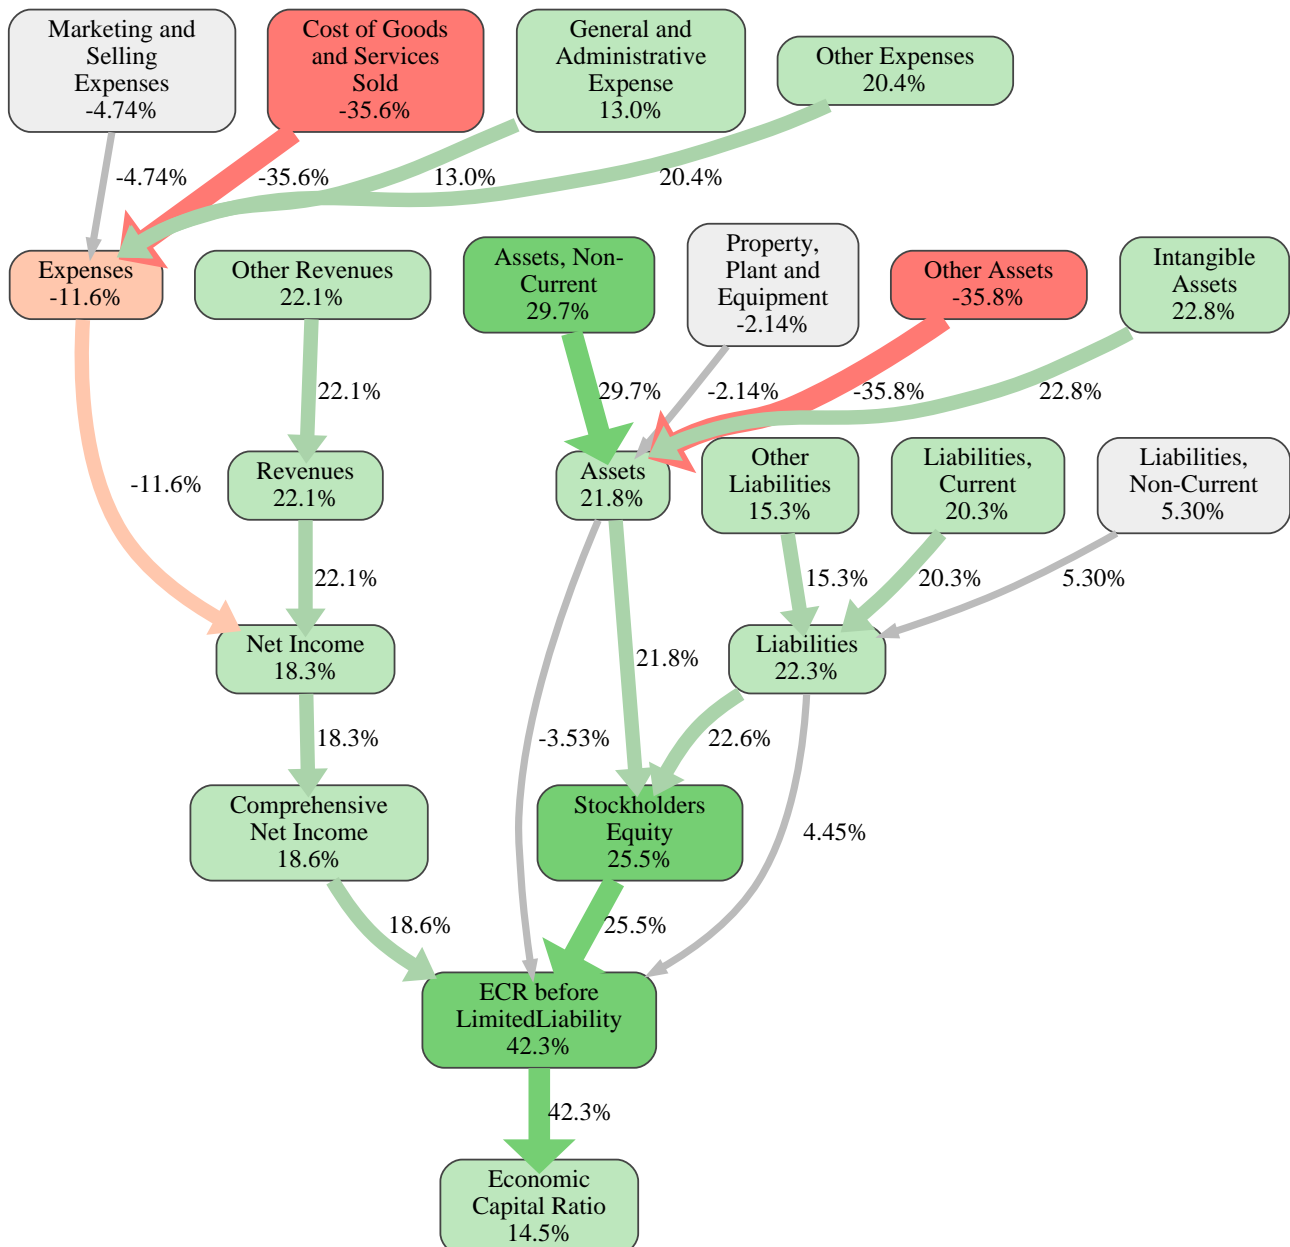 Marketing and
Selling
Expenses
-4.74%
Cost of Goods
and Services
Sold
-35.6%
General and
Administrative
Expense
13.0%
Other Expenses
20.4%
-4.74%
-35.6%
13.0%
20.4%
Expenses
-11.6%
Other Revenues
22.1%
Assets, Non-
Current
29.7%
Property,
Plant and
Equipment
-2.14%
Other Assets
-35.8%
Intangible
Assets
22.8%
22.1%
29.7%
-2.14%
-35.8%
22.8%
-11.6%
Revenues
22.1%
Assets
21.8%
Other
Liabilities
15.3%
Liabilities,
Current
20.3%
Liabilities,
Non-Current
5.30%
22.1%
15.3%
20.3%
5.30%
Net Income
18.3%
21.8%
Liabilities
22.3%
18.3%
-3.53%
22.6%
Comprehensive
Net Income
18.6%
Stockholders
Equity
25.5%
4.45%
18.6%
25.5%
ECR before
LimitedLiability
42.3%
42.3%
Economic
Capital Ratio
14.5%